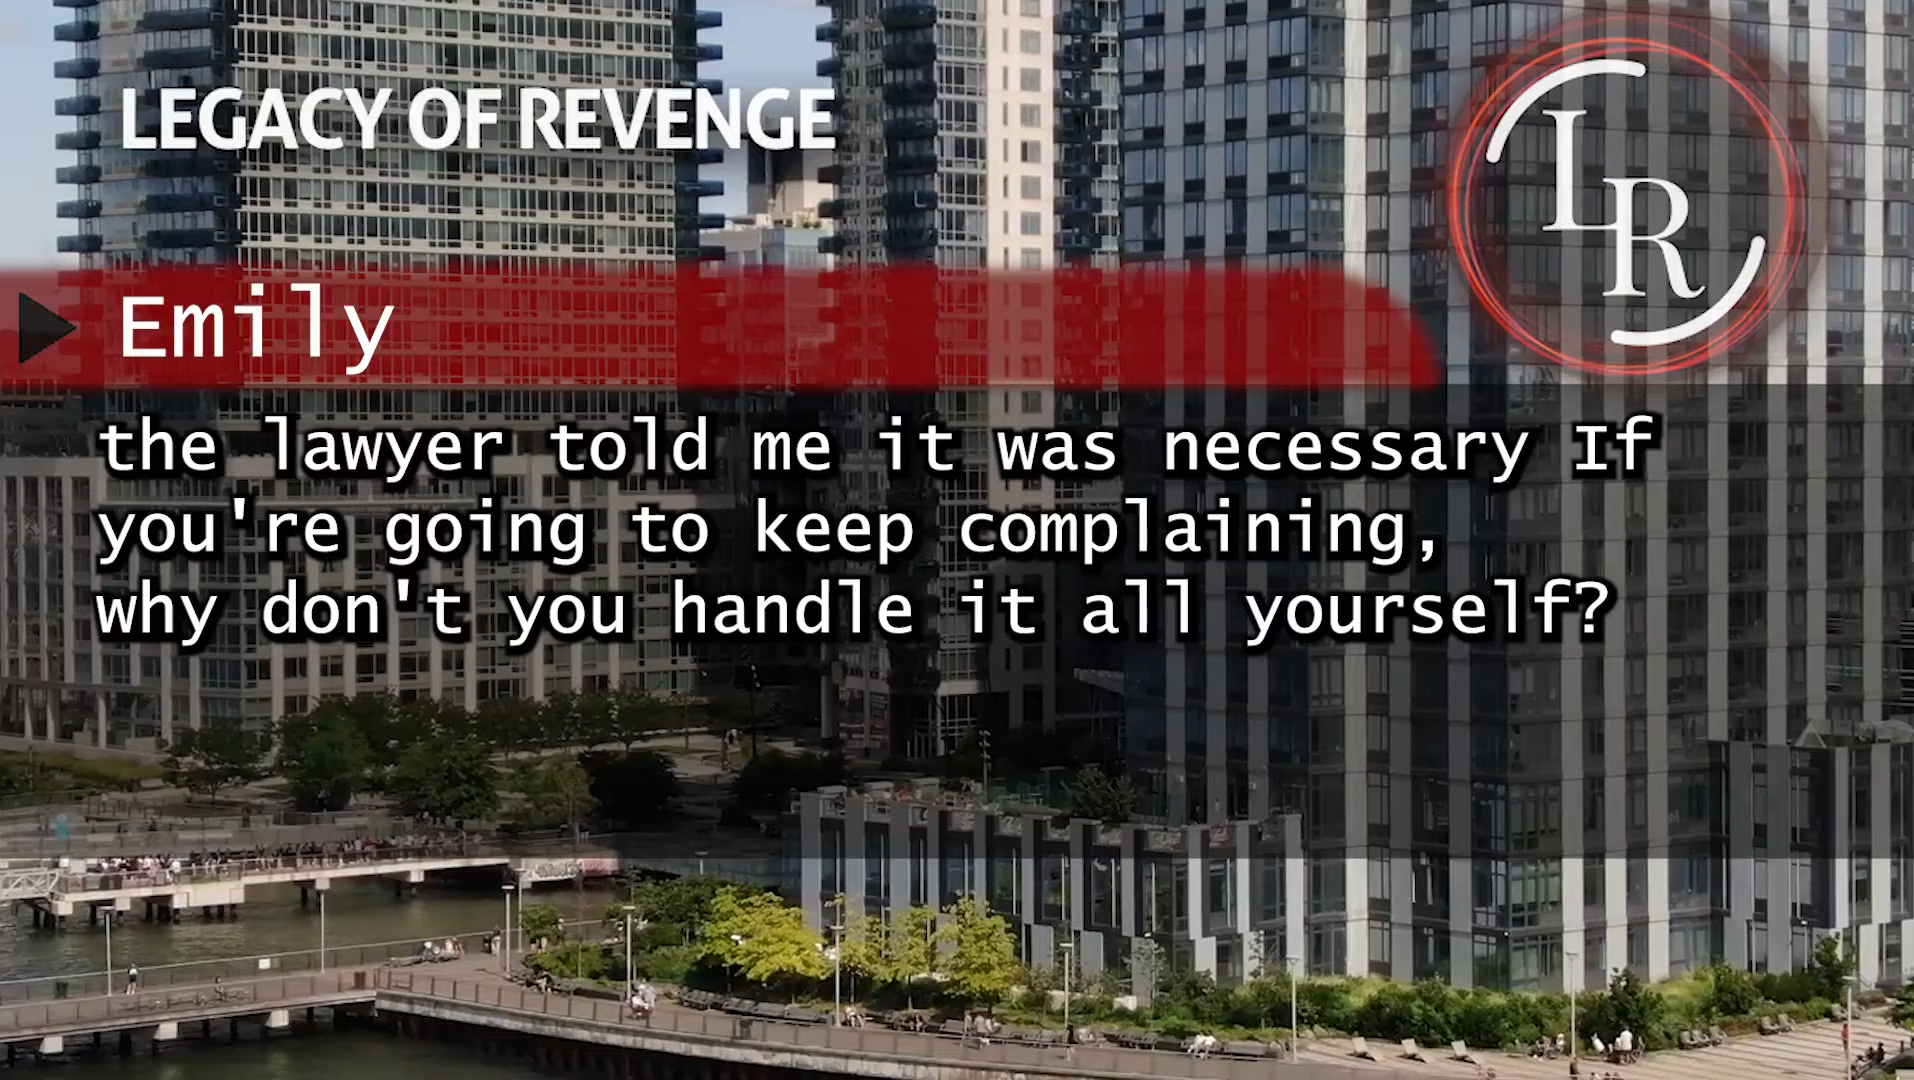 LEGACY OF REVENGE
LR
Emily
the lawyer told me it was necessary If
you're going to keep complaining,
why don't you handle it all yourself?